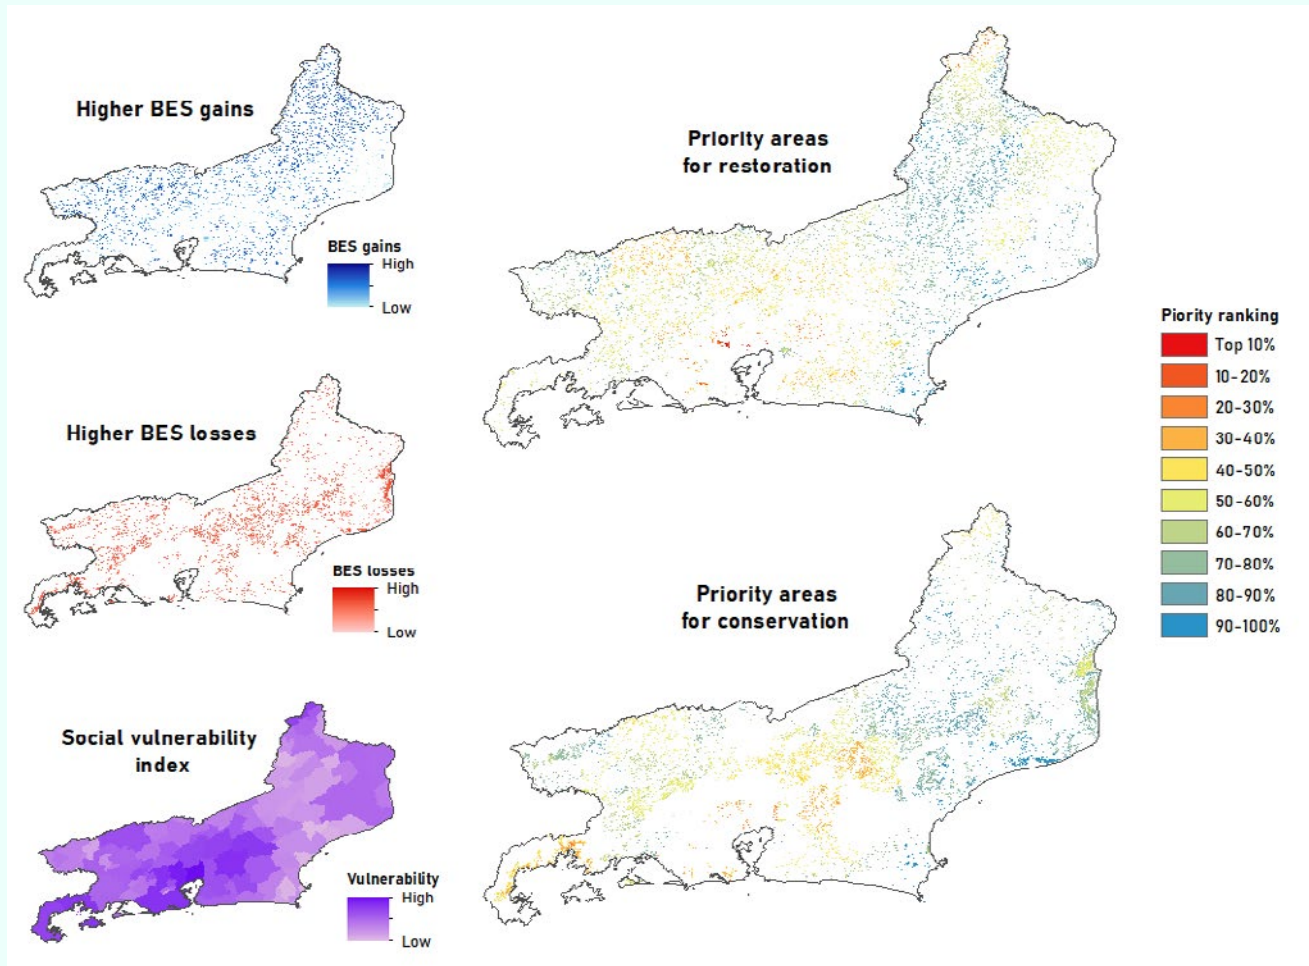 Higher BES gains
BES gains
High
Low
Higher BES losses
BES losses
High
Low
Social vulnerability
index
Vulnerability
High
Low
Priority areas
for restoration
Priority areas
for conservation
Piority ranking
Top 10%
10-20%
20-30%
30-40%
40-50%
50-60%
60-70%
70-80%
80-90%
90-100%